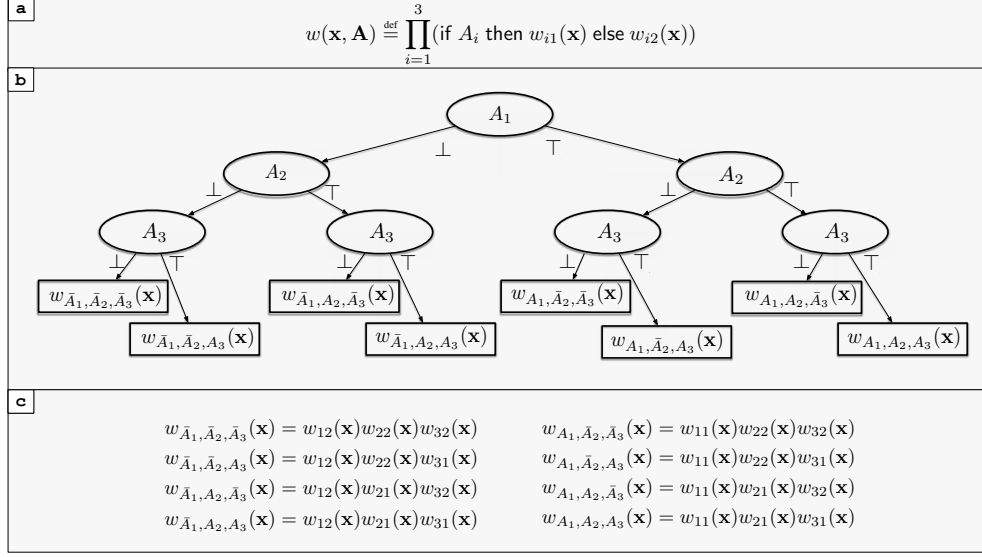 a
w(x, A) ≝ ∏_{i=1}^{3} (if A_i then w_{i1}(x) else w_{i2}(x))
b
A_1
⊥ ⊤
A_2 A_2
⊥ ⊤ ⊥ ⊤
A_3 A_3 A_3 A_3
⊥ ⊤ ⊥ ⊤ ⊥ ⊤ ⊥ ⊤
w_{Ā_1,Ā_2,Ā_3}(x) w_{Ā_1,A_2,Ā_3}(x) w_{A_1,Ā_2,Ā_3}(x) w_{A_1,A_2,Ā_3}(x)
w_{Ā_1,Ā_2,A_3}(x) w_{Ā_1,A_2,A_3}(x) w_{A_1,Ā_2,A_3}(x) w_{A_1,A_2,A_3}(x)
c
w_{Ā_1,Ā_2,Ā_3}(x) = w_{12}(x)w_{22}(x)w_{32}(x)
w_{Ā_1,Ā_2,A_3}(x) = w_{12}(x)w_{22}(x)w_{31}(x)
w_{Ā_1,A_2,Ā_3}(x) = w_{12}(x)w_{21}(x)w_{32}(x)
w_{Ā_1,A_2,A_3}(x) = w_{12}(x)w_{21}(x)w_{31}(x)
w_{A_1,Ā_2,Ā_3}(x) = w_{11}(x)w_{22}(x)w_{32}(x)
w_{A_1,Ā_2,A_3}(x) = w_{11}(x)w_{22}(x)w_{31}(x)
w_{A_1,A_2,Ā_3}(x) = w_{11}(x)w_{21}(x)w_{32}(x)
w_{A_1,A_2,A_3}(x) = w_{11}(x)w_{21}(x)w_{31}(x)